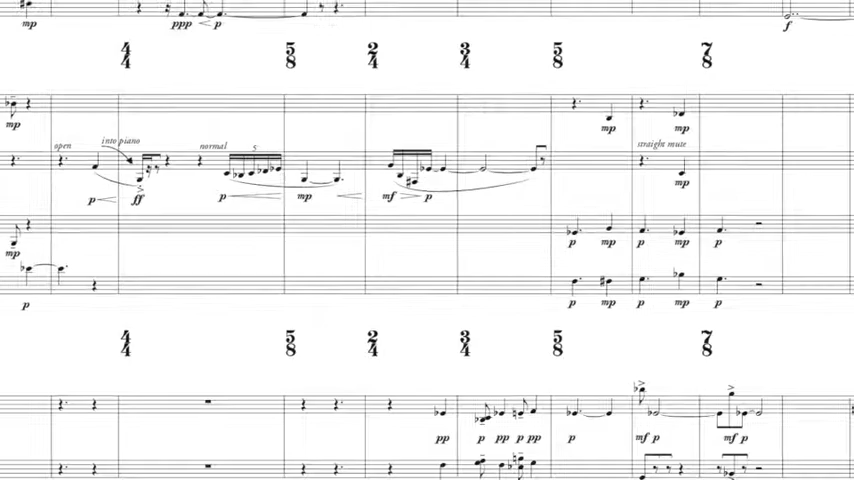 mp ppp p f
4/4 5/8 2/4 3/4 5/8 7/8
mp mp mp
open into piano normal 5 straight mute
p ff p mp mf p mp
p mp p mp p
mp
p p mp p mp p
4/4 5/8 2/4 3/4 5/8 7/8
pp p pp p pp p mf p mf p